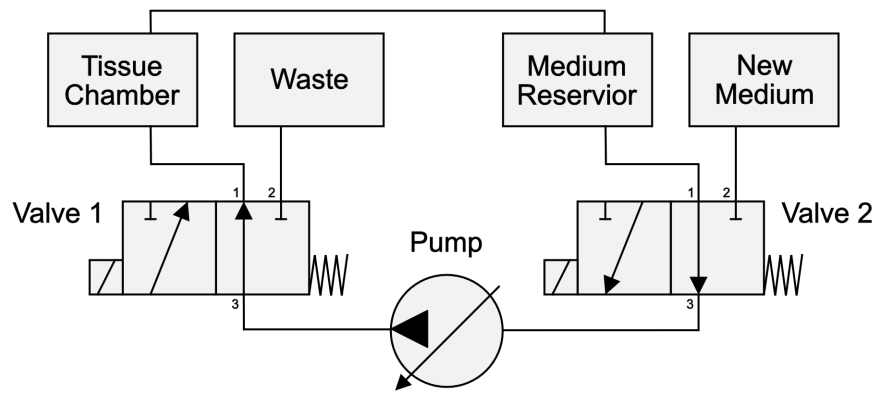 Tissue
Chamber
Waste
Medium
Reservior
New
Medium
1
2
1
2
Valve 1
Valve 2
Pump
3
3